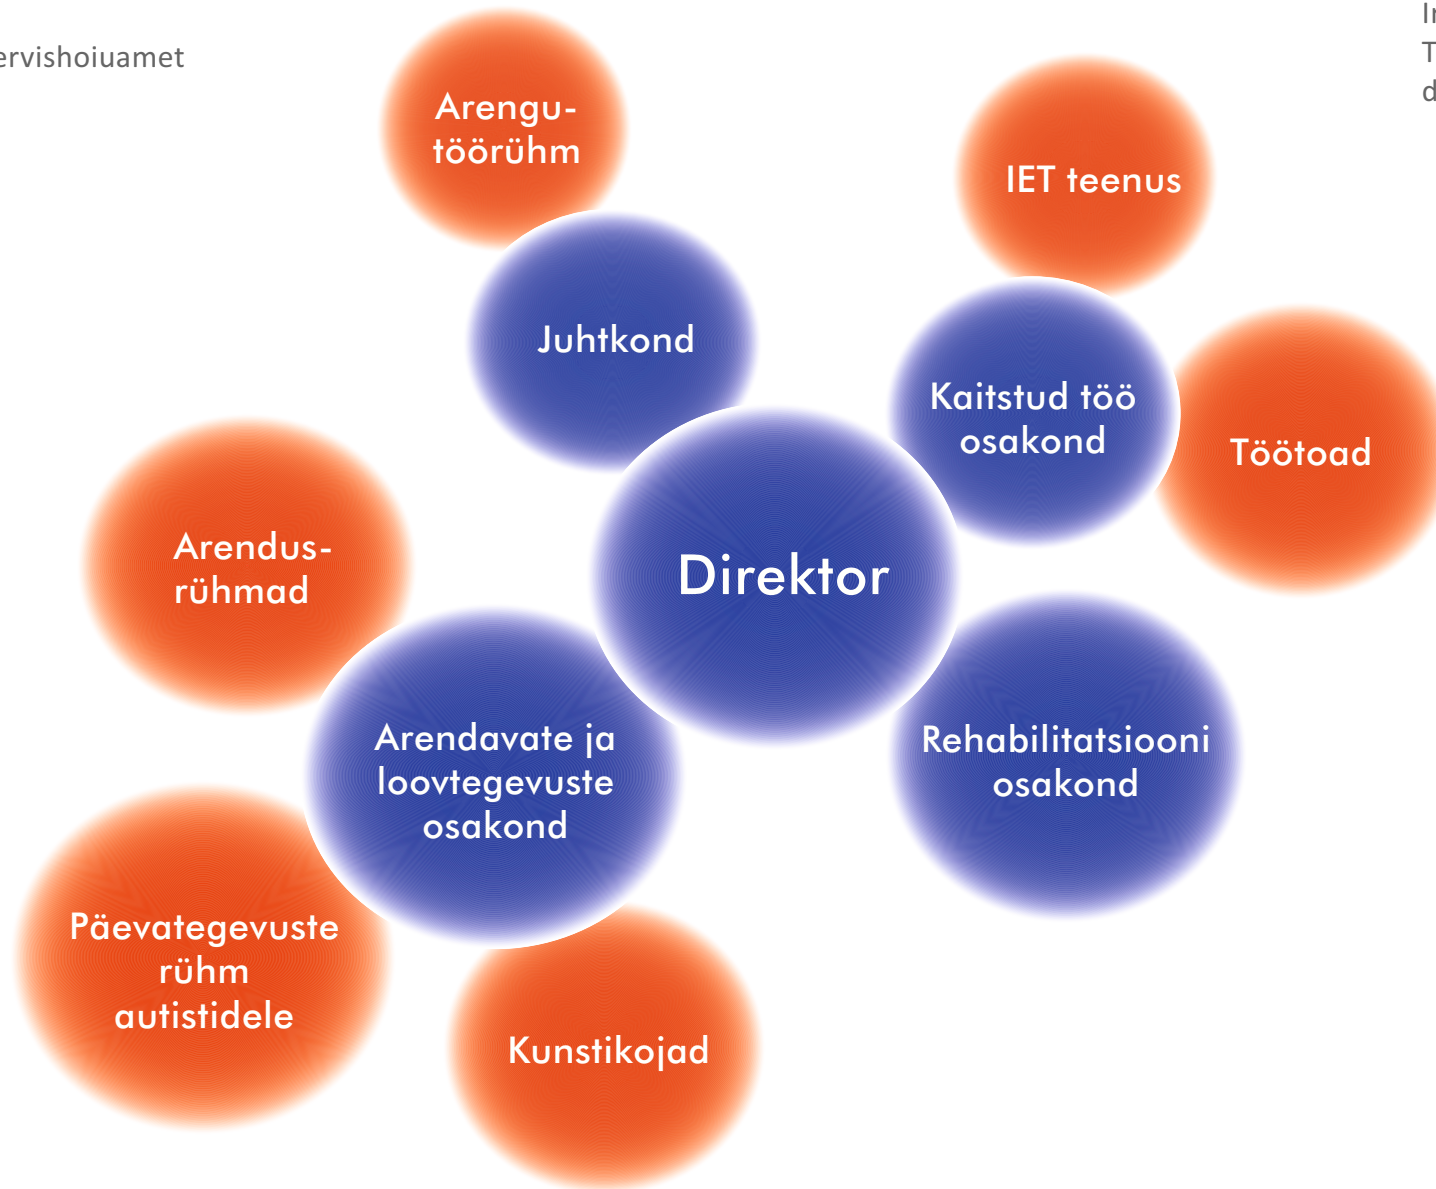 ervishoiuamet
Arengu-
töörühm
IET teenus
Juhtkond
Kaitstud töö
osakond
Töötoad
Arendus-
rühmad
Direktor
Arendavate ja
loovtegevuste
osakond
Rehabilitatsiooni
osakond
Päevategevuste
rühm
autistidele
Kunstikojad